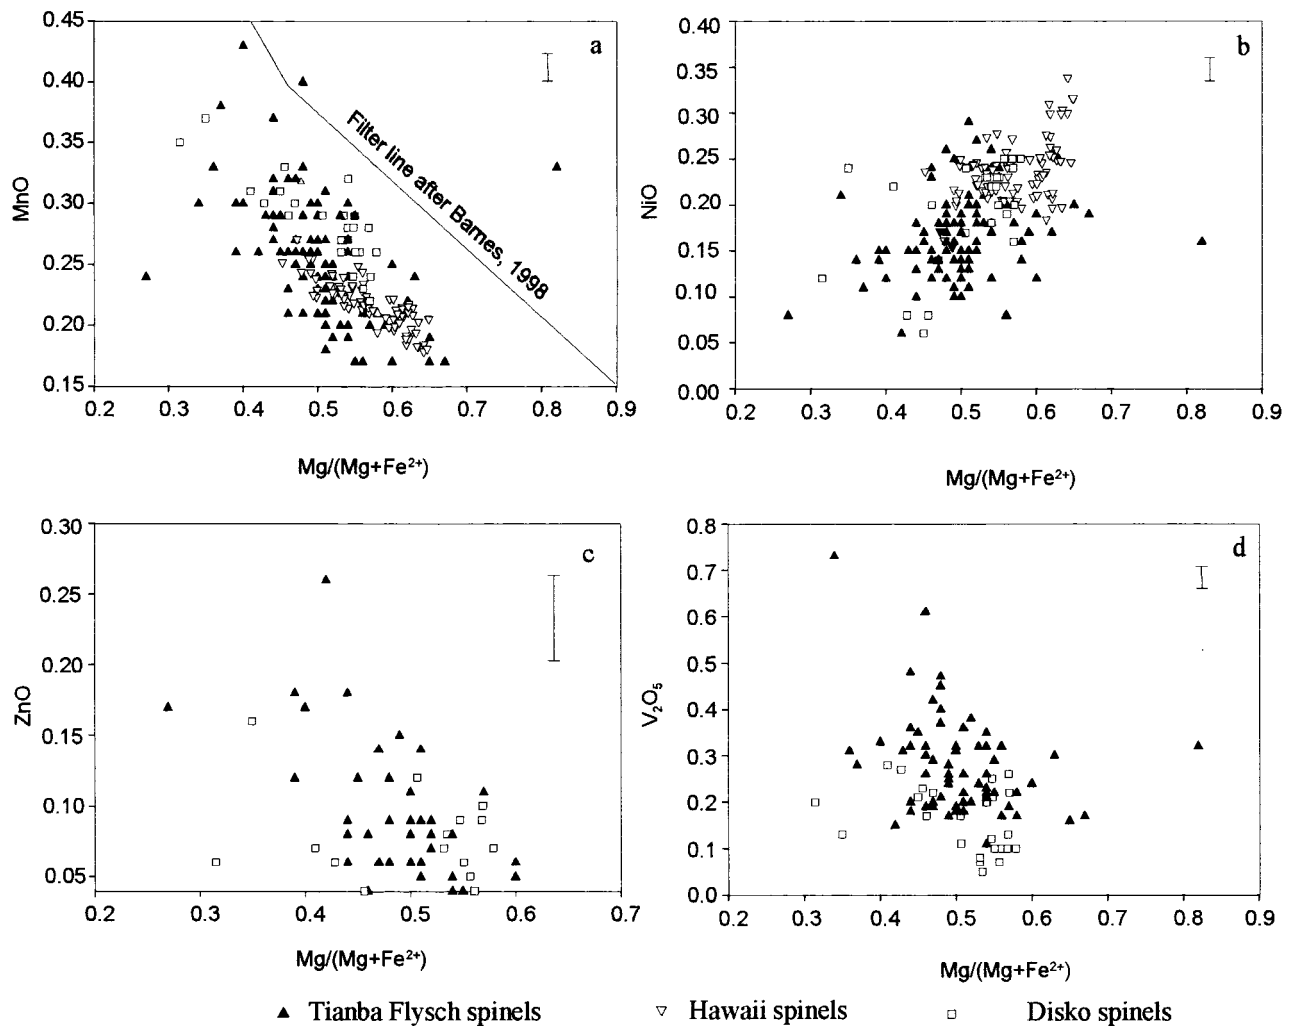 a
0.45
0.40
0.35
0.30
0.25
0.20
0.15
MnO
Filter line after Barnes, 1998
0.2 0.3 0.4 0.5 0.6 0.7 0.8 0.9
Mg/(Mg+Fe²⁺)
b
0.40
0.35
0.30
0.25
0.20
0.15
0.10
0.05
0.00
NiO
0.2 0.3 0.4 0.5 0.6 0.7 0.8 0.9
Mg/(Mg+Fe²⁺)
c
0.30
0.25
0.20
0.15
0.10
0.05
ZnO
0.2 0.3 0.4 0.5 0.6 0.7
Mg/(Mg+Fe²⁺)
d
0.8
0.7
0.6
0.5
0.4
0.3
0.2
0.1
0.0
V₂O₅
0.2 0.3 0.4 0.5 0.6 0.7 0.8 0.9
Mg/(Mg+Fe²⁺)
Tianba Flysch spinels Hawaii spinels Disko spinels